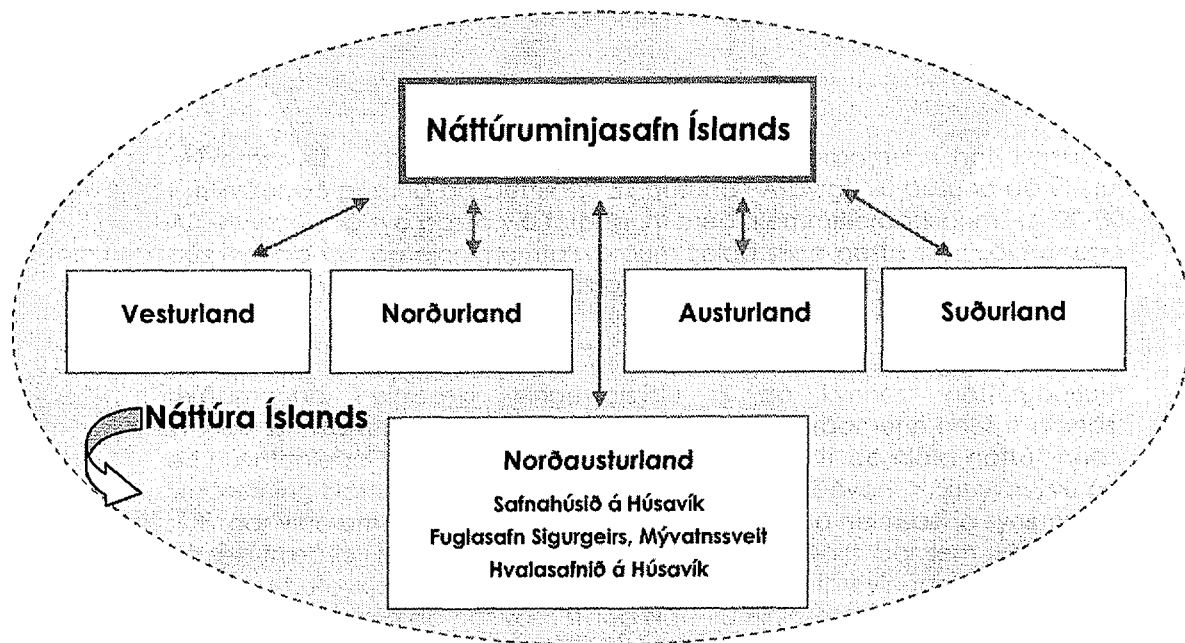 Náttúruminjasafn Íslands
Vesturland
Norðurland
Austurland
Suðurland
Náttúra Íslands
Norðausturland
Safnahúsið á Húsavík
Fuglasafn Sigurgeirs, Mývatnssveit
Hvalasafnið á Húsavík